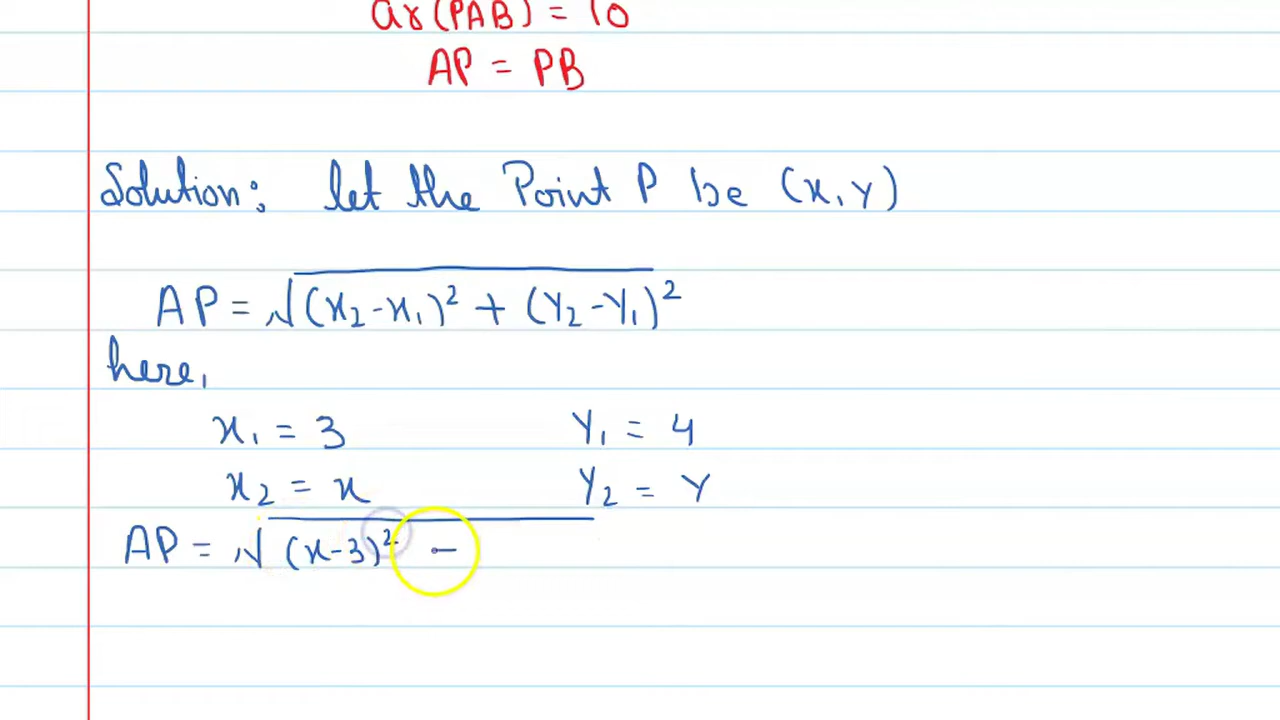 ar(PAB) = 10
AP = PB
Solution: let the Point P be (x, y)
AP = √(x₂-x₁)² + (y₂-y₁)²
here,
x₁ = 3 y₁ = 4
x₂ = x y₂ = y
AP = √(x-3)² -